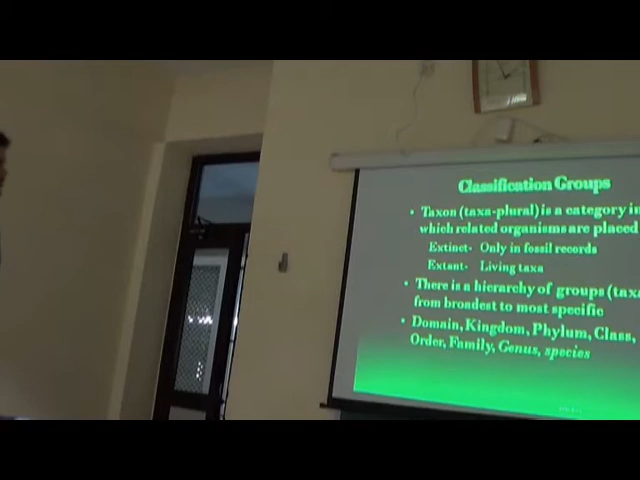 Classification Groups
• Taxon (taxa-plural) is a category in
which related organisms are placed
Extinct- Only in fossil records
Extant- Living taxa
• There is a hierarchy of groups (taxa
from broadest to most specific
• Domain, Kingdom, Phylum, Class,
Order, Family, Genus, species